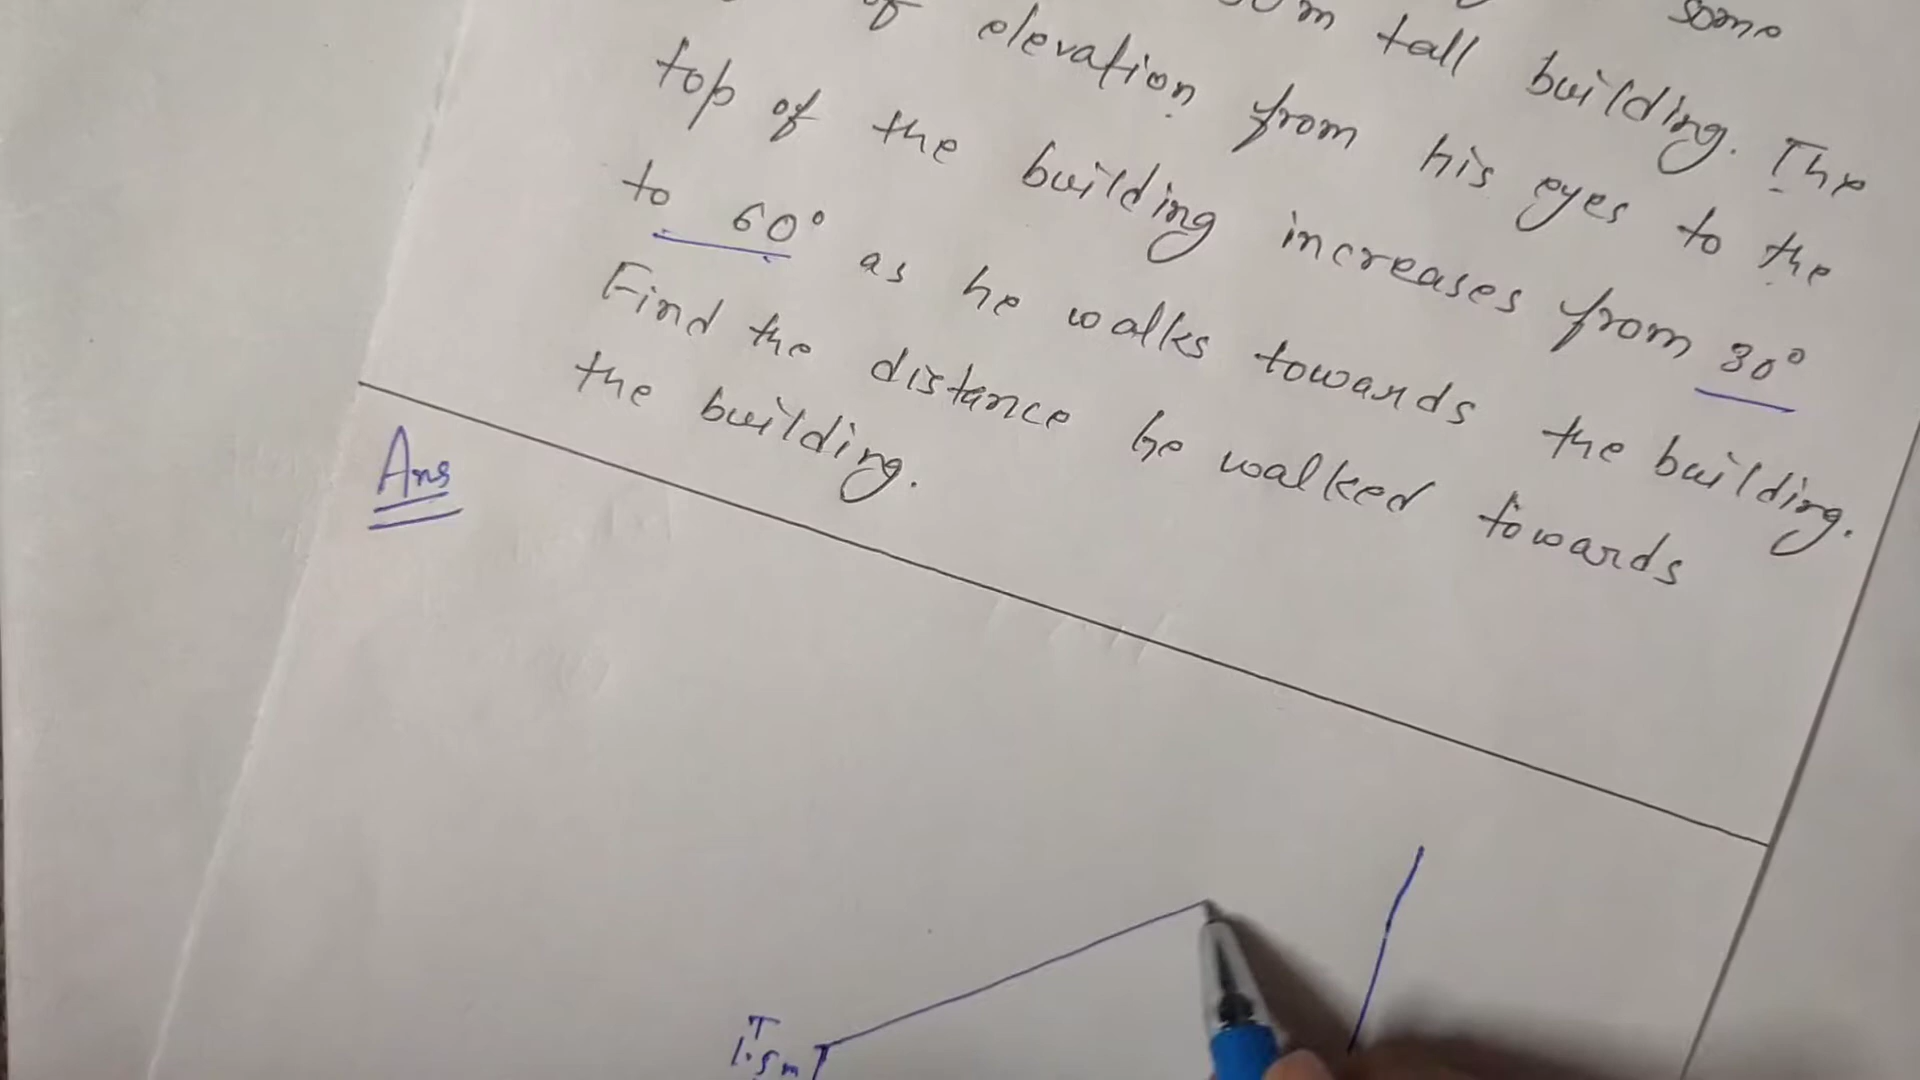 some
of elevation from his eyes to the
m tall building. The
top of the building increases from 30°
to 60° as he walks towards the building.
Find the distance he walked towards
the building.
Ans
1.5m